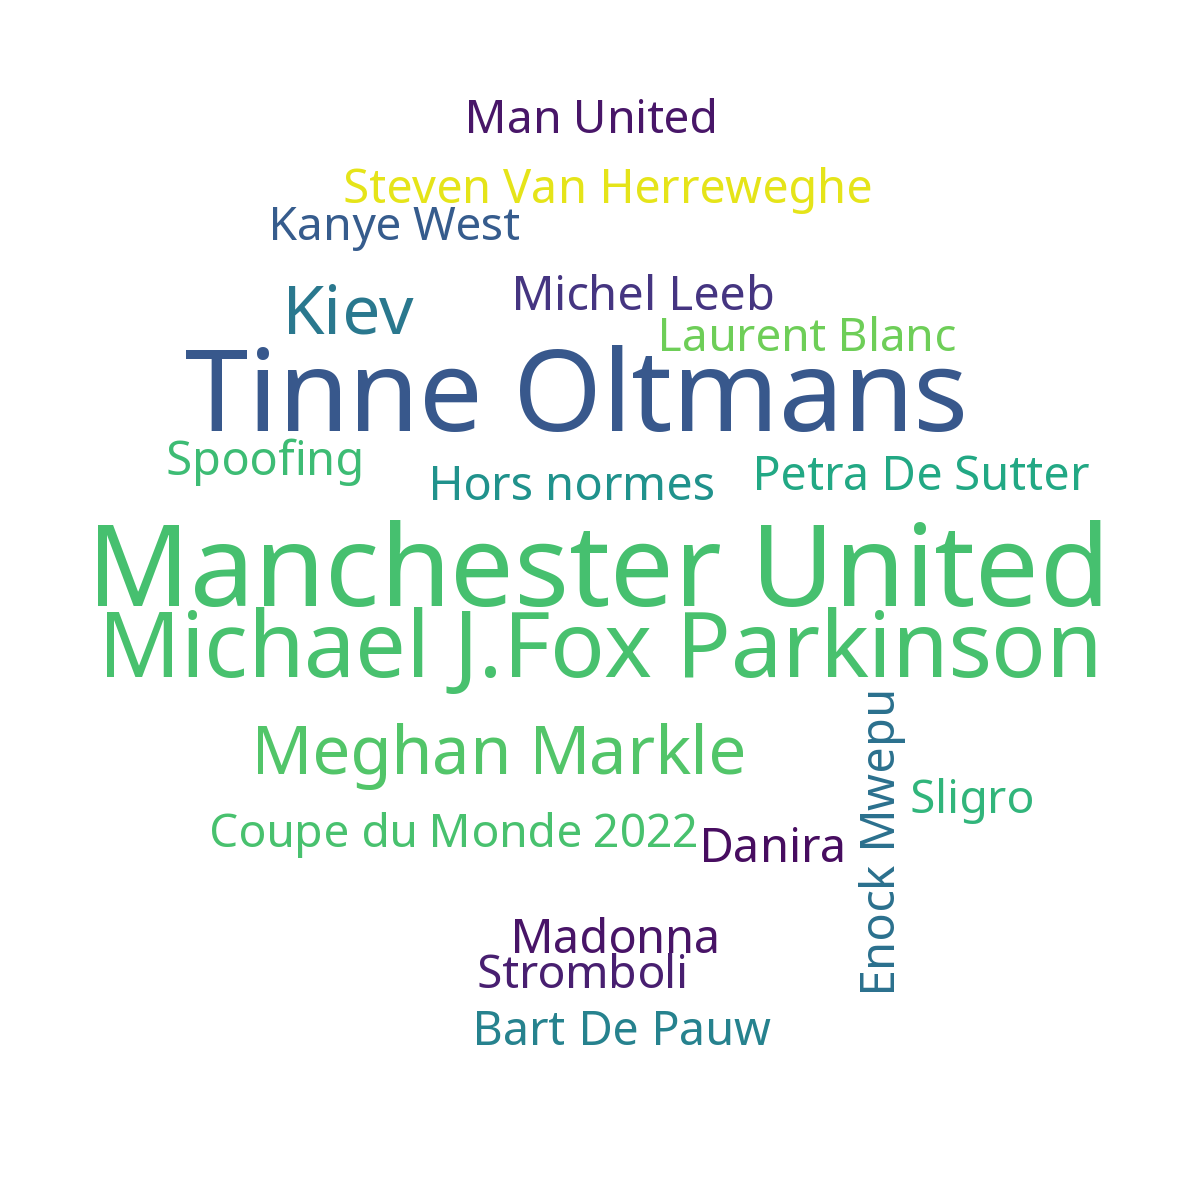 Man United
Steven Van Herreweghe
Kanye West
Michel Leeb
Kiev
Laurent Blanc
Tinne Oltmans
Spoofing
Hors normes
Petra De Sutter
Manchester United
Michael J.Fox Parkinson
Meghan Markle
Enock Mwepu
Sligro
Coupe du Monde 2022
Danira
Madonna
Stromboli
Bart De Pauw